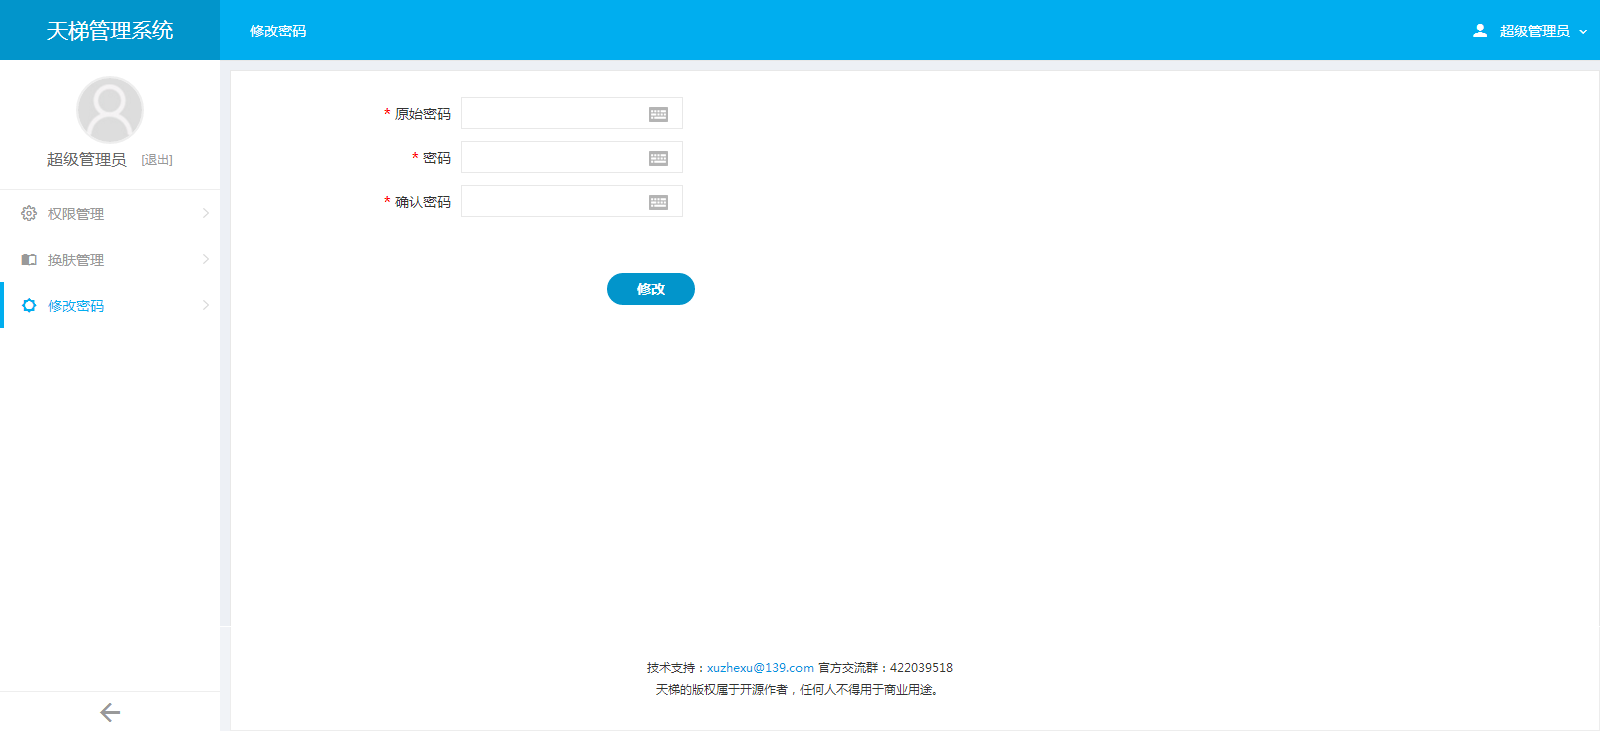 天梯管理系统
修改密码
超级管理员
超级管理员 [退出]
权限管理
换肤管理
修改密码
* 原始密码
* 密码
* 确认密码
修改
技术支持：xuzhexu@139.com 官方交流群：422039518
天梯的版权属于开源作者，任何人不得用于商业用途。